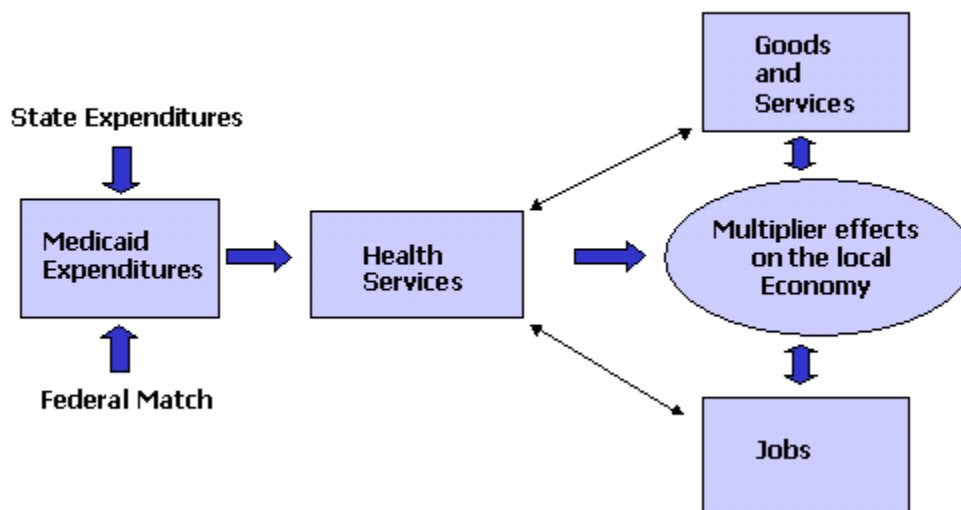 State Expenditures
Medicaid
Expenditures
Federal Match
Health
Services
Goods
and
Services
Multiplier effects
on the local
Economy
Jobs